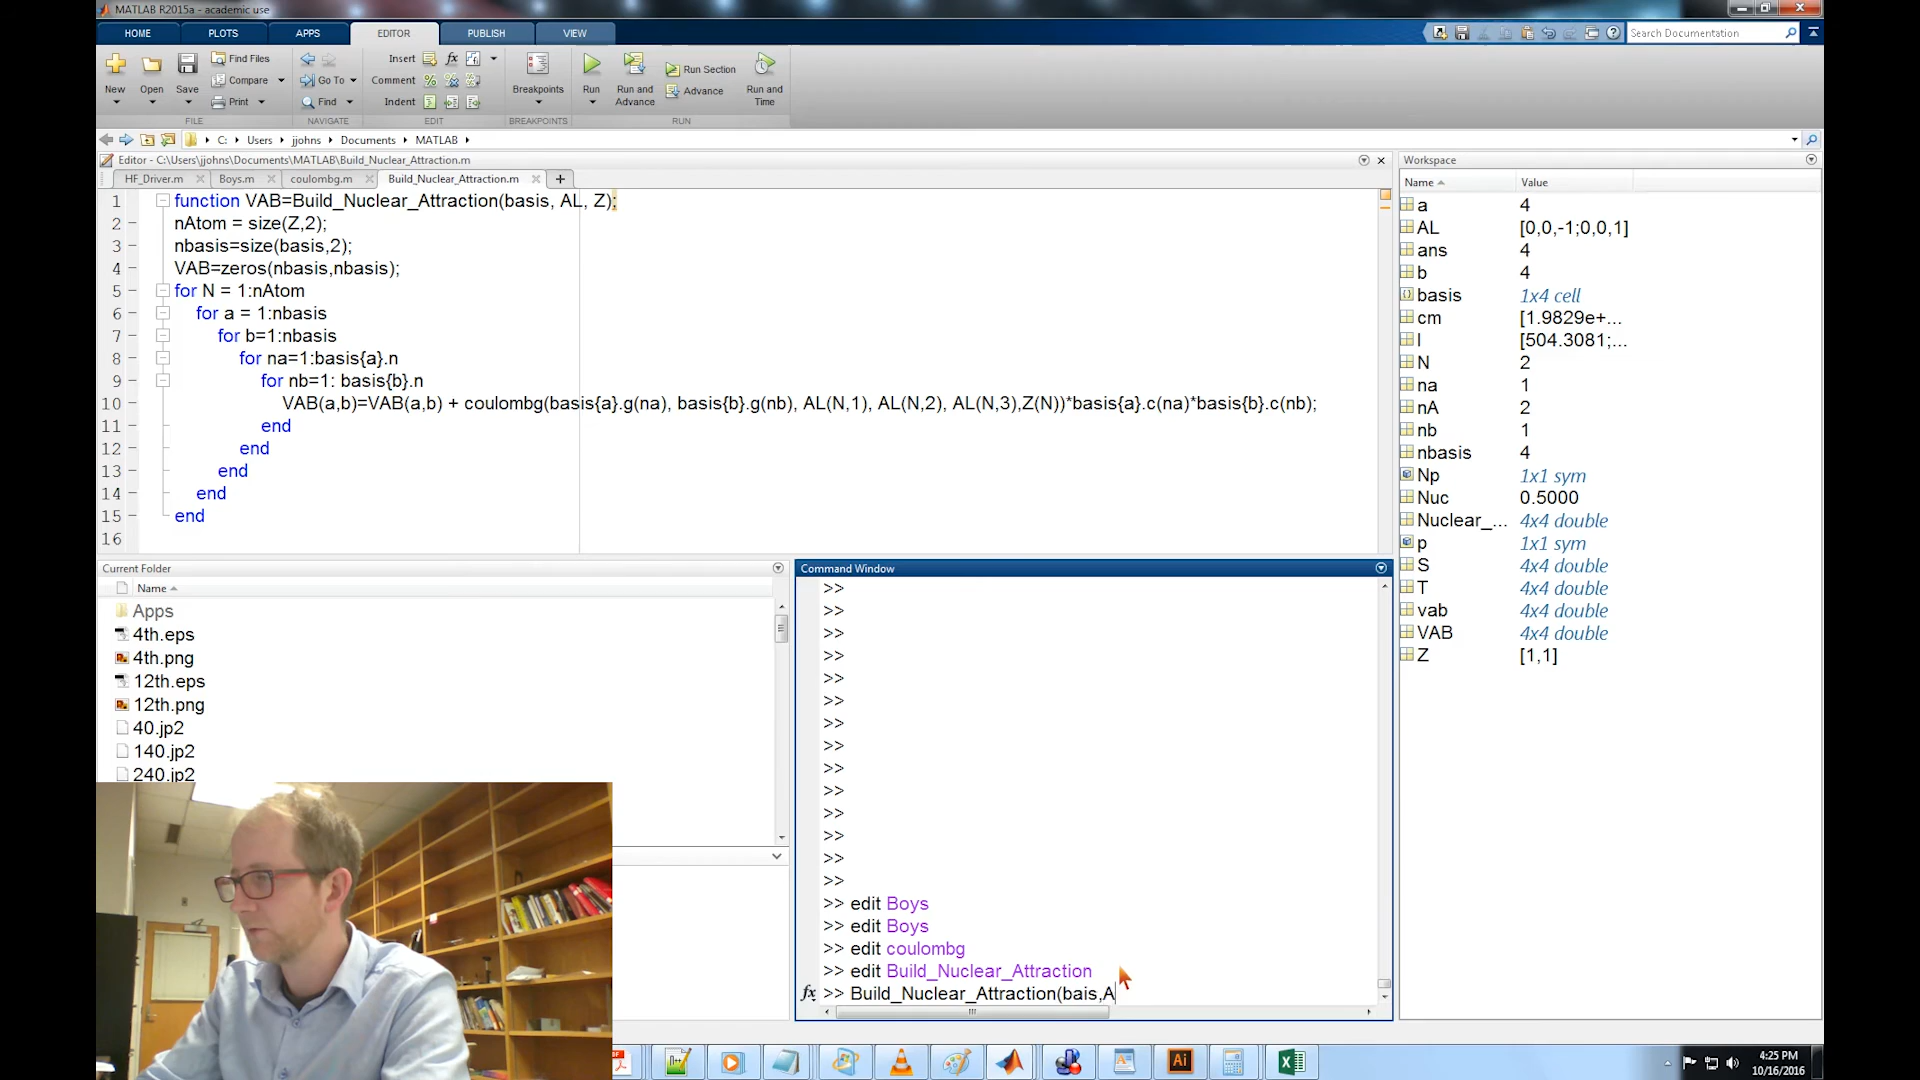 MATLAB R2015a - academic use
HOME PLOTS APPS EDITOR PUBLISH VIEW
Search Documentation
New Open Save Find Files Compare Print
Insert fx
Go To Comment
Find Indent
Breakpoints Run Run and Advance Run Section Advance Run and Time
FILE NAVIGATE EDIT BREAKPOINTS RUN
C: Users jjohns Documents MATLAB
Editor - C:\Users\jjohns\Documents\MATLAB\Build_Nuclear_Attraction.m
HF_Driver.m Boys.m coulombg.m Build_Nuclear_Attraction.m
1 function VAB=Build_Nuclear_Attraction(basis, AL, Z);
2 nAtom = size(Z,2);
3 nbasis=size(basis,2);
4 VAB=zeros(nbasis,nbasis);
5 for N = 1:nAtom
6 for a = 1:nbasis
7 for b=1:nbasis
8 for na=1:basis{a}.n
9 for nb=1: basis{b}.n
10 VAB(a,b)=VAB(a,b) + coulombg(basis{a}.g(na), basis{b}.g(nb), AL(N,1), AL(N,2), AL(N,3),Z(N))*basis{a}.c(na)*basis{b}.c(nb);
11 end
12 end
13 end
14 end
15 end
16
Current Folder
Name
Apps
4th.eps
4th.png
12th.eps
12th.png
40.jp2
140.jp2
240.jp2
Command Window
>>
>>
>>
>>
>>
>>
>>
>>
>>
>>
>>
>>
>>
>>
>> edit Boys
>> edit Boys
>> edit coulombg
>> edit Build_Nuclear_Attraction
fx >> Build_Nuclear_Attraction(bais,A
Workspace
Name Value
a 4
AL [0,0,-1;0,0,1]
ans 4
b 4
basis 1x4 cell
cm [1.9829e+...
l [504.3081;...
N 2
na 1
nA 2
nb 1
nbasis 4
Np 1x1 sym
Nuc 0.5000
Nuclear_... 4x4 double
p 1x1 sym
S 4x4 double
T 4x4 double
vab 4x4 double
VAB 4x4 double
Z [1,1]
Ai
4:25 PM
10/16/2016